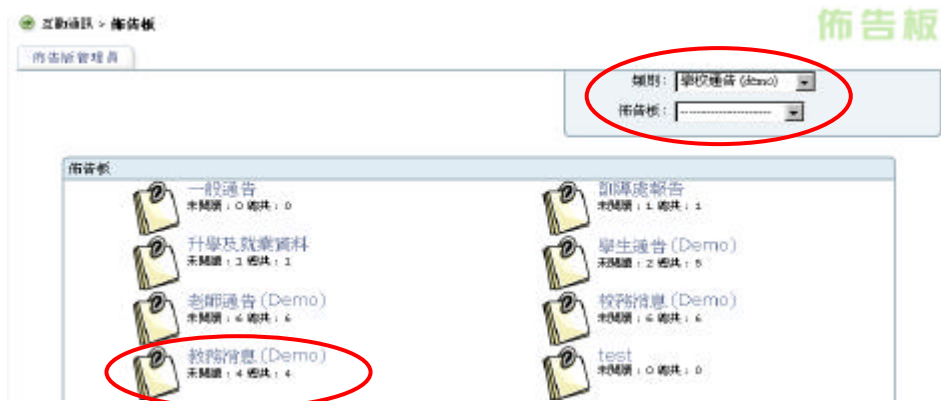 互動通訊 > 佈告板
佈告板
佈告版管理員
類別: 學校通告 (demo)
佈告板: --------------------
佈告板
一般通告
未閱讀 : 0 總共 : 0
訓導處報告
未閱讀 : 1 總共 : 1
升學及就業資料
未閱讀 : 1 總共 : 1
學生通告 (Demo)
未閱讀 : 2 總共 : 5
老師通告 (Demo)
未閱讀 : 6 總共 : 6
校務消息 (Demo)
未閱讀 : 6 總共 : 6
教務消息 (Demo)
未閱讀 : 4 總共 : 4
test
未閱讀 : 0 總共 : 0